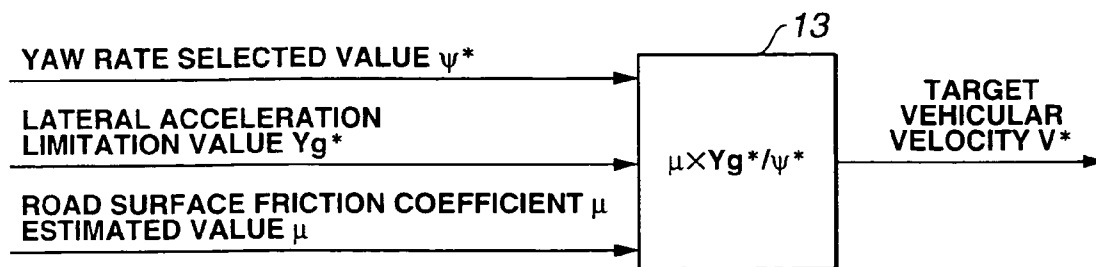 13
YAW RATE SELECTED VALUE ψ*
LATERAL ACCELERATION
LIMITATION VALUE Yg*
ROAD SURFACE FRICTION COEFFICIENT μ
ESTIMATED VALUE μ
μ×Yg*/ψ*
TARGET
VEHICULAR
VELOCITY V*